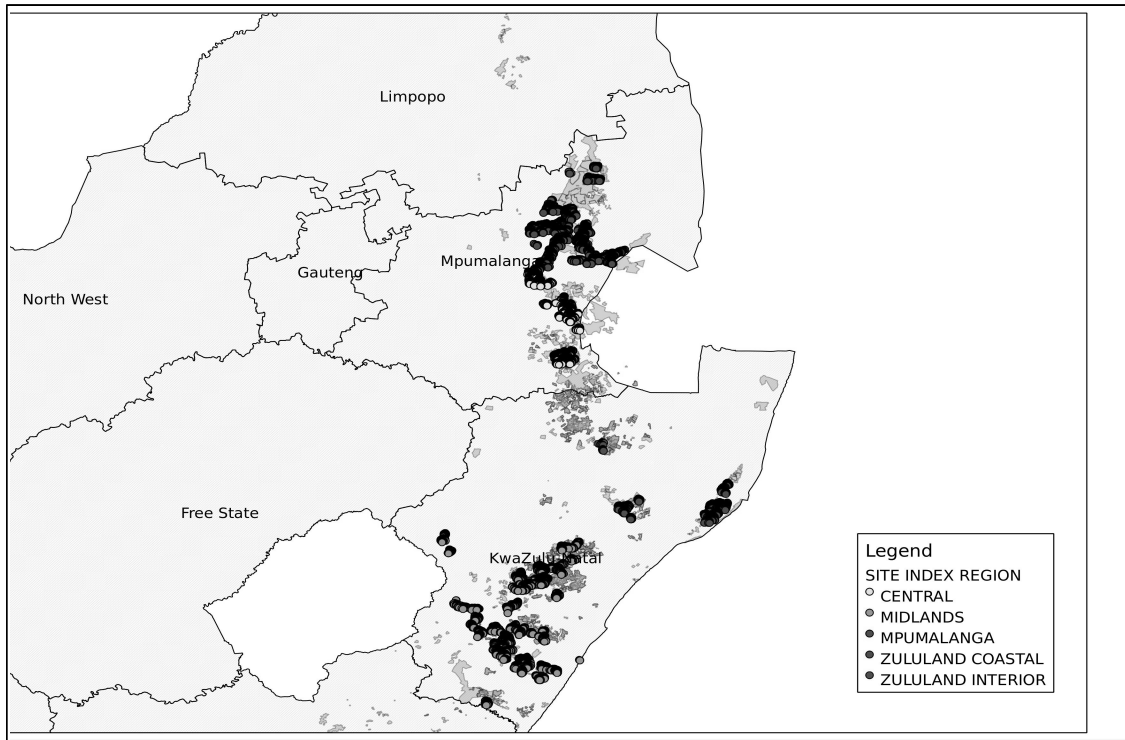 Limpopo
Mpumalanga
Gauteng
North West
Free State
KwaZulu-Natal
Legend
SITE INDEX REGION
CENTRAL
MIDLANDS
MPUMALANGA
ZULULAND COASTAL
ZULULAND INTERIOR